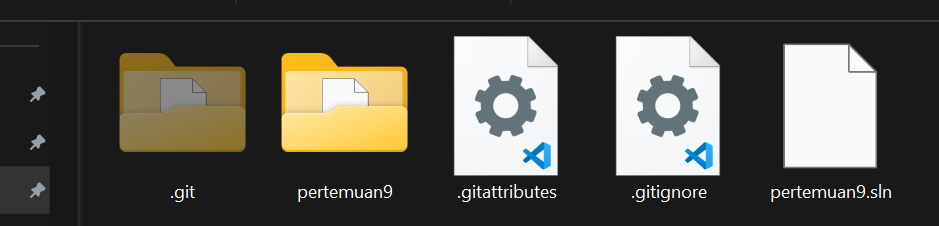 .git
pertemuan9
.gitattributes
.gitignore
pertemuan9.sln